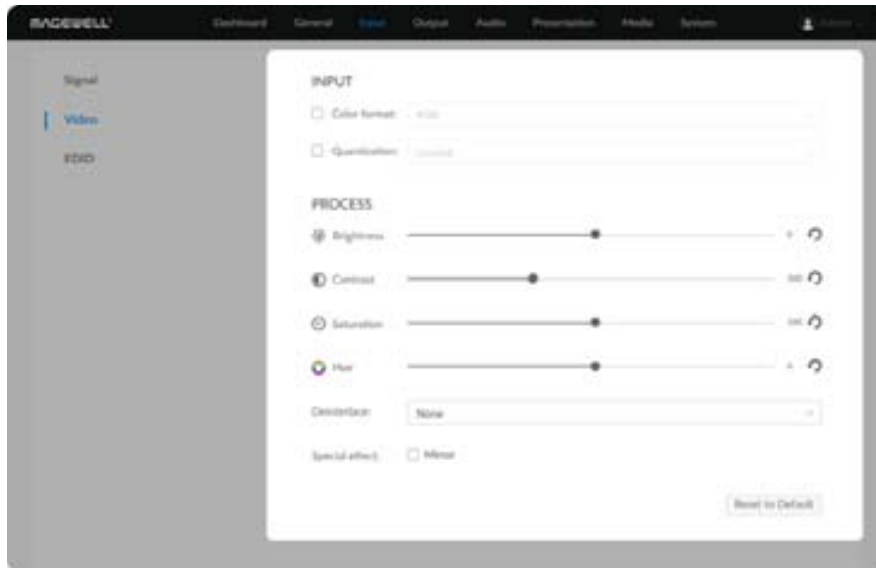 MAGEWELL
Dashboard General Input Output Audio Presentation Media System
Signal
Video
EDID
INPUT
Color format:
Quantization:
PROCESS
Brightness
Contrast
Saturation
Hue
Deinterlace: None
Special effect: Mirror
Reset to Default